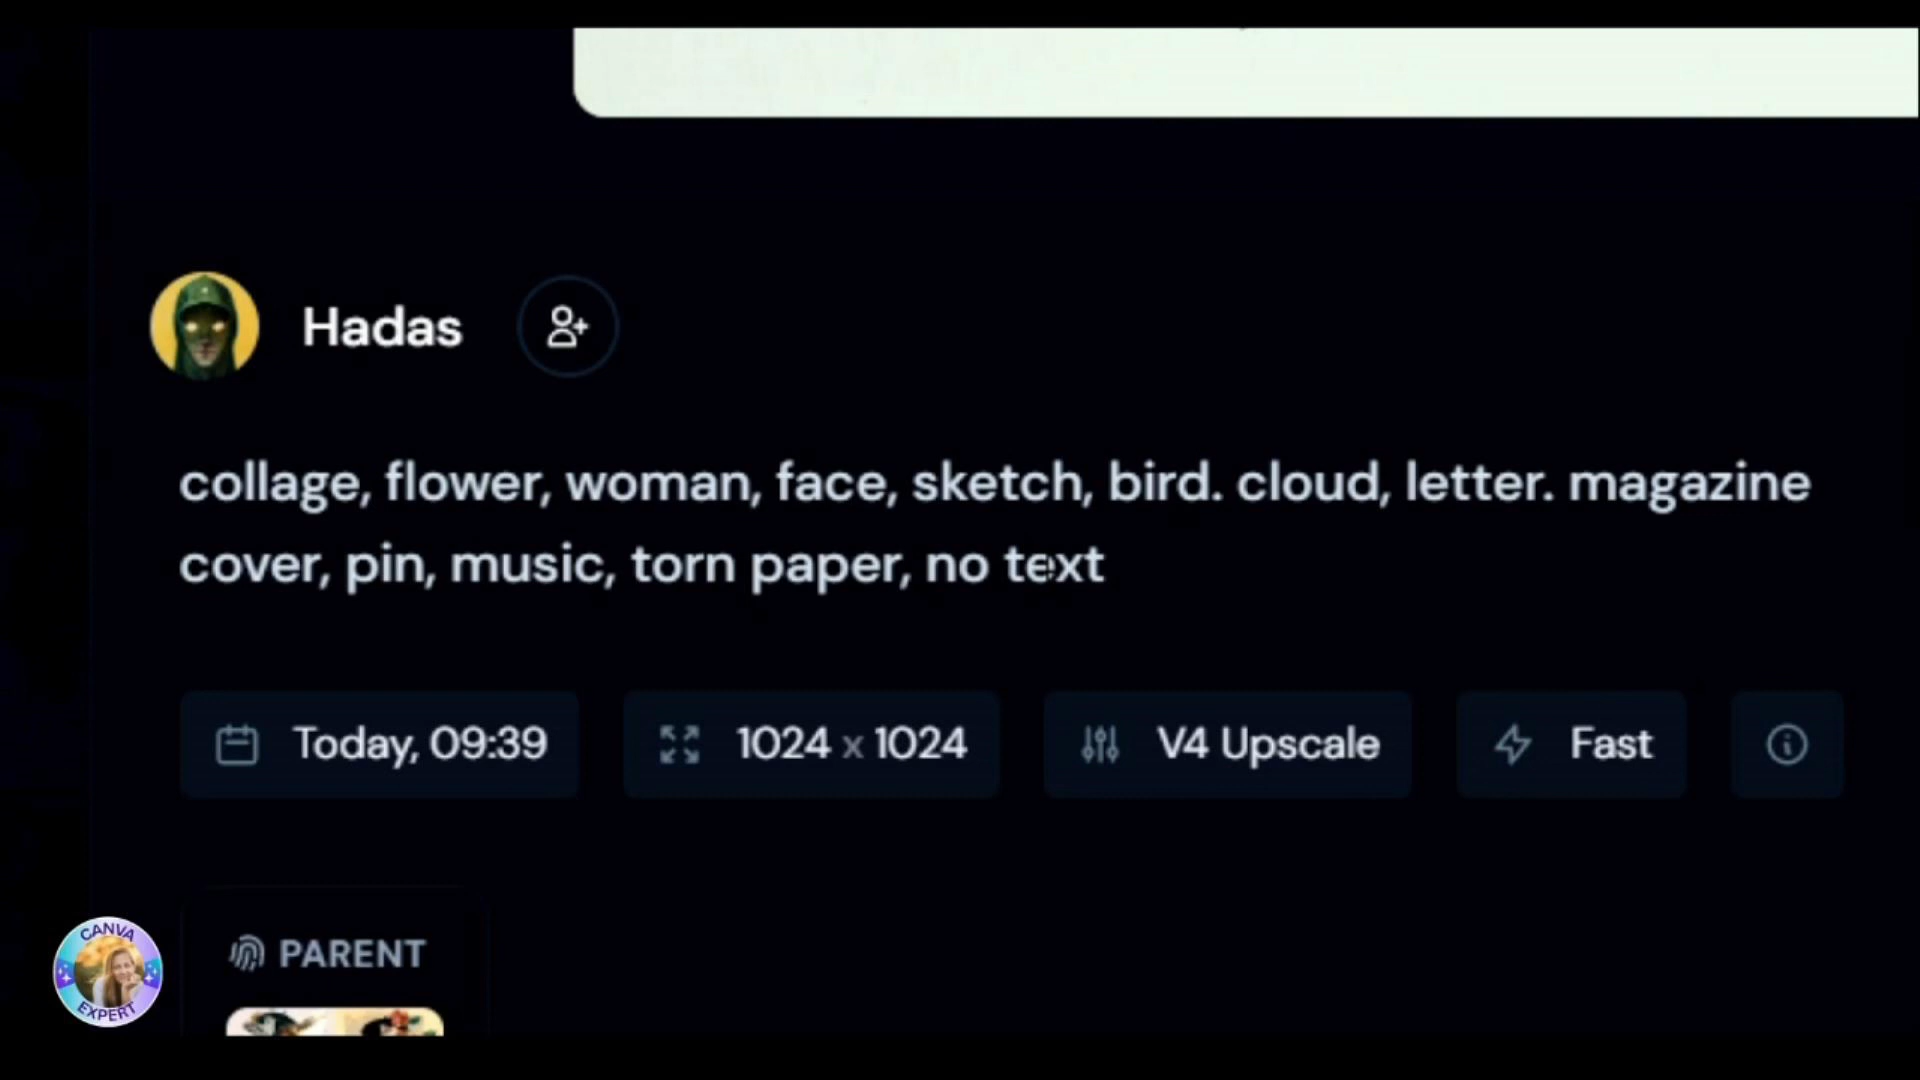 Hadas
collage, flower, woman, face, sketch, bird. cloud, letter. magazine
cover, pin, music, torn paper, no text
Today, 09:39
1024 x 1024
V4 Upscale
Fast
PARENT
CANVA
EXPERT